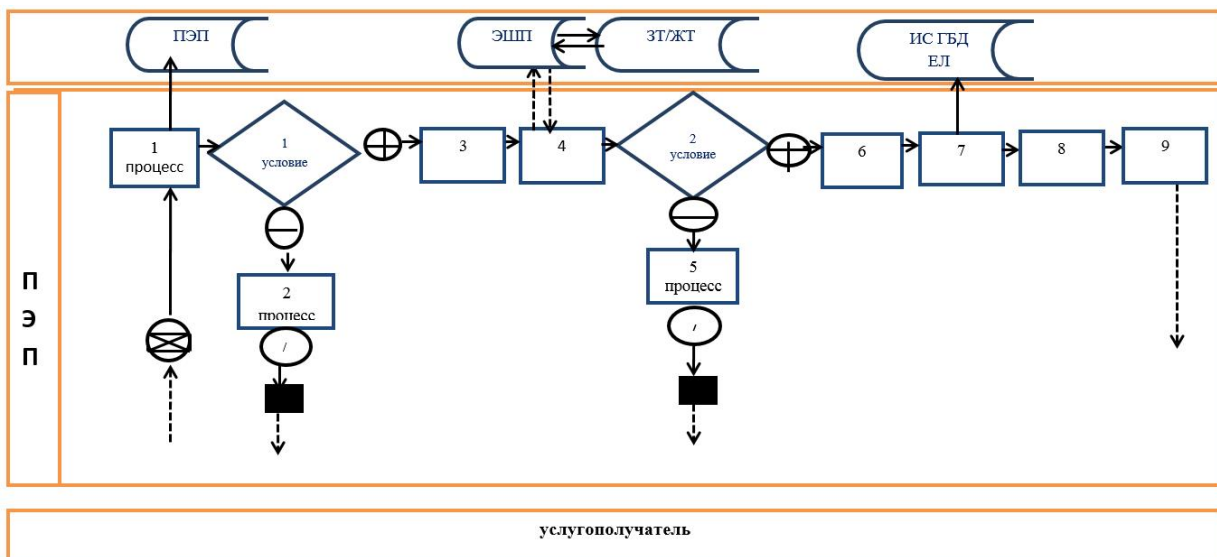 ПЭП
ЭШП
ЗТ/ЖТ
ИС ГБД
ЕЛ
1
процесс
1
условие
3
4
2
условие
6
7
8
9
2
процесс
/
5
процесс
/
П
Э
П
услугополучатель